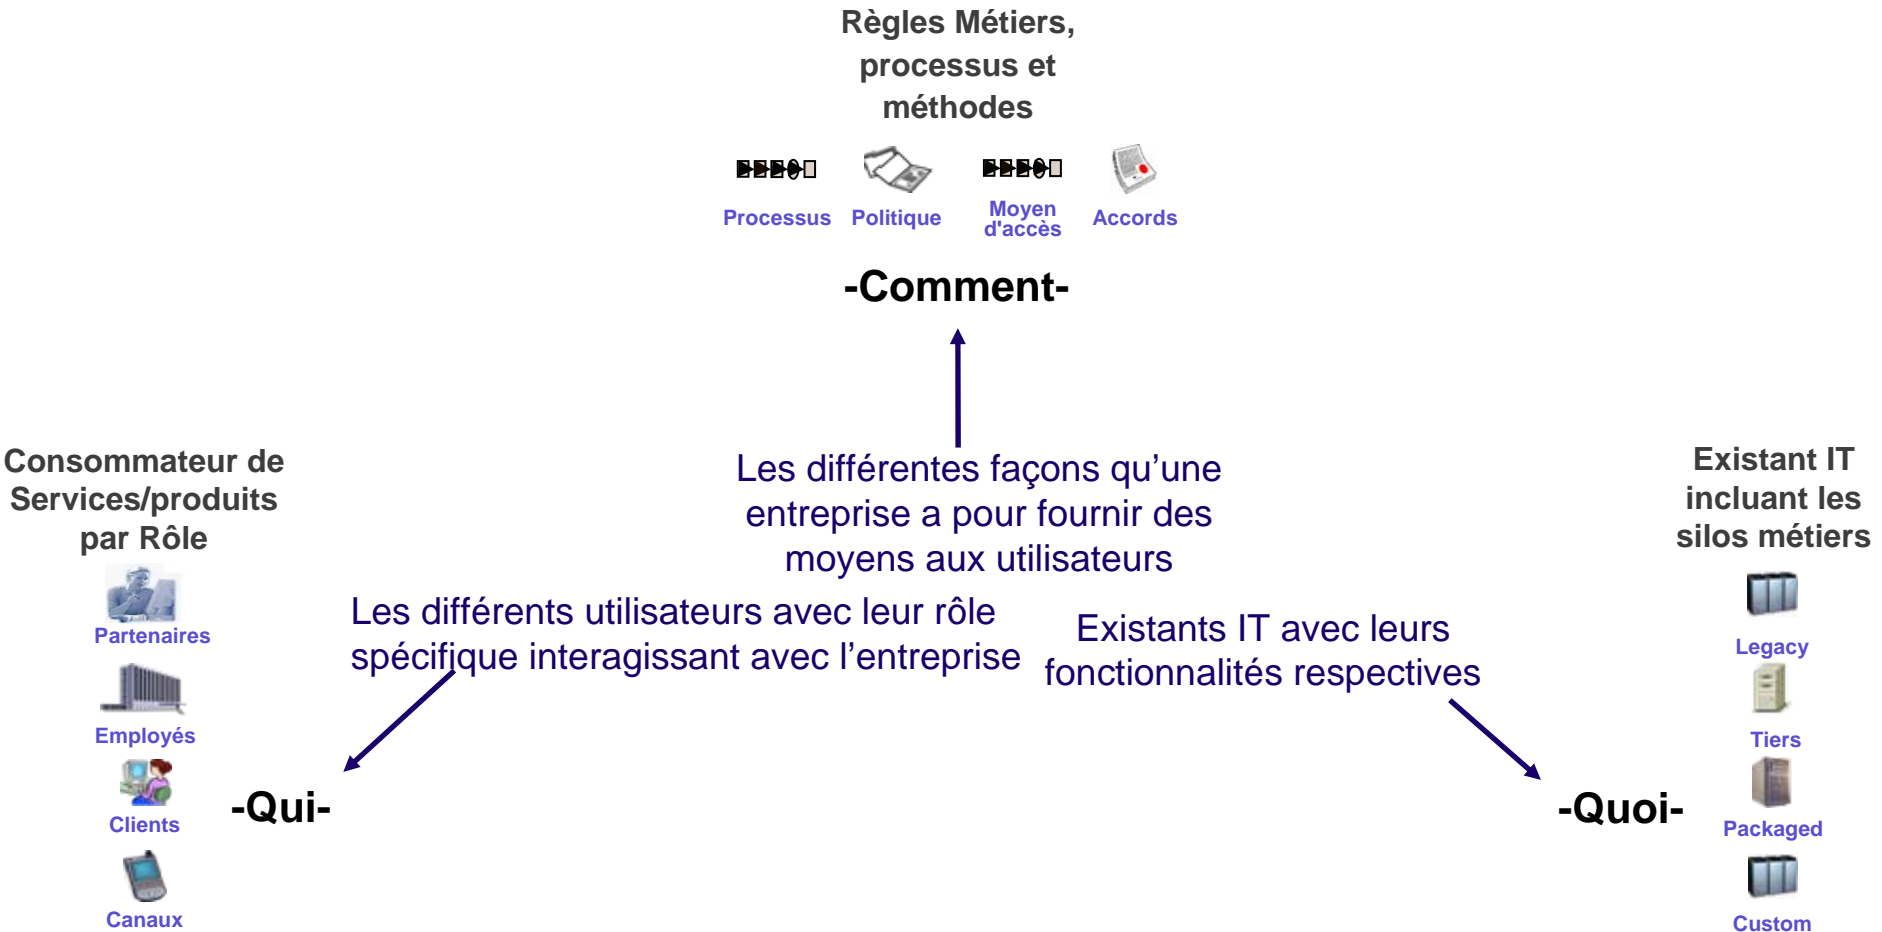 Règles Métiers,
processus et
méthodes
Processus
Politique
Moyen
d'accès
Accords
-Comment-
Les différentes façons qu’une
entreprise a pour fournir des
moyens aux utilisateurs
Consommateur de
Services/produits
par Rôle
Partenaires
Employés
Clients
Canaux
Les différents utilisateurs avec leur rôle
spécifique interagissant avec l’entreprise
-Qui-
Existants IT avec leurs
fonctionnalités respectives
-Quoi-
Existant IT
incluant les
silos métiers
Legacy
Tiers
Packaged
Custom